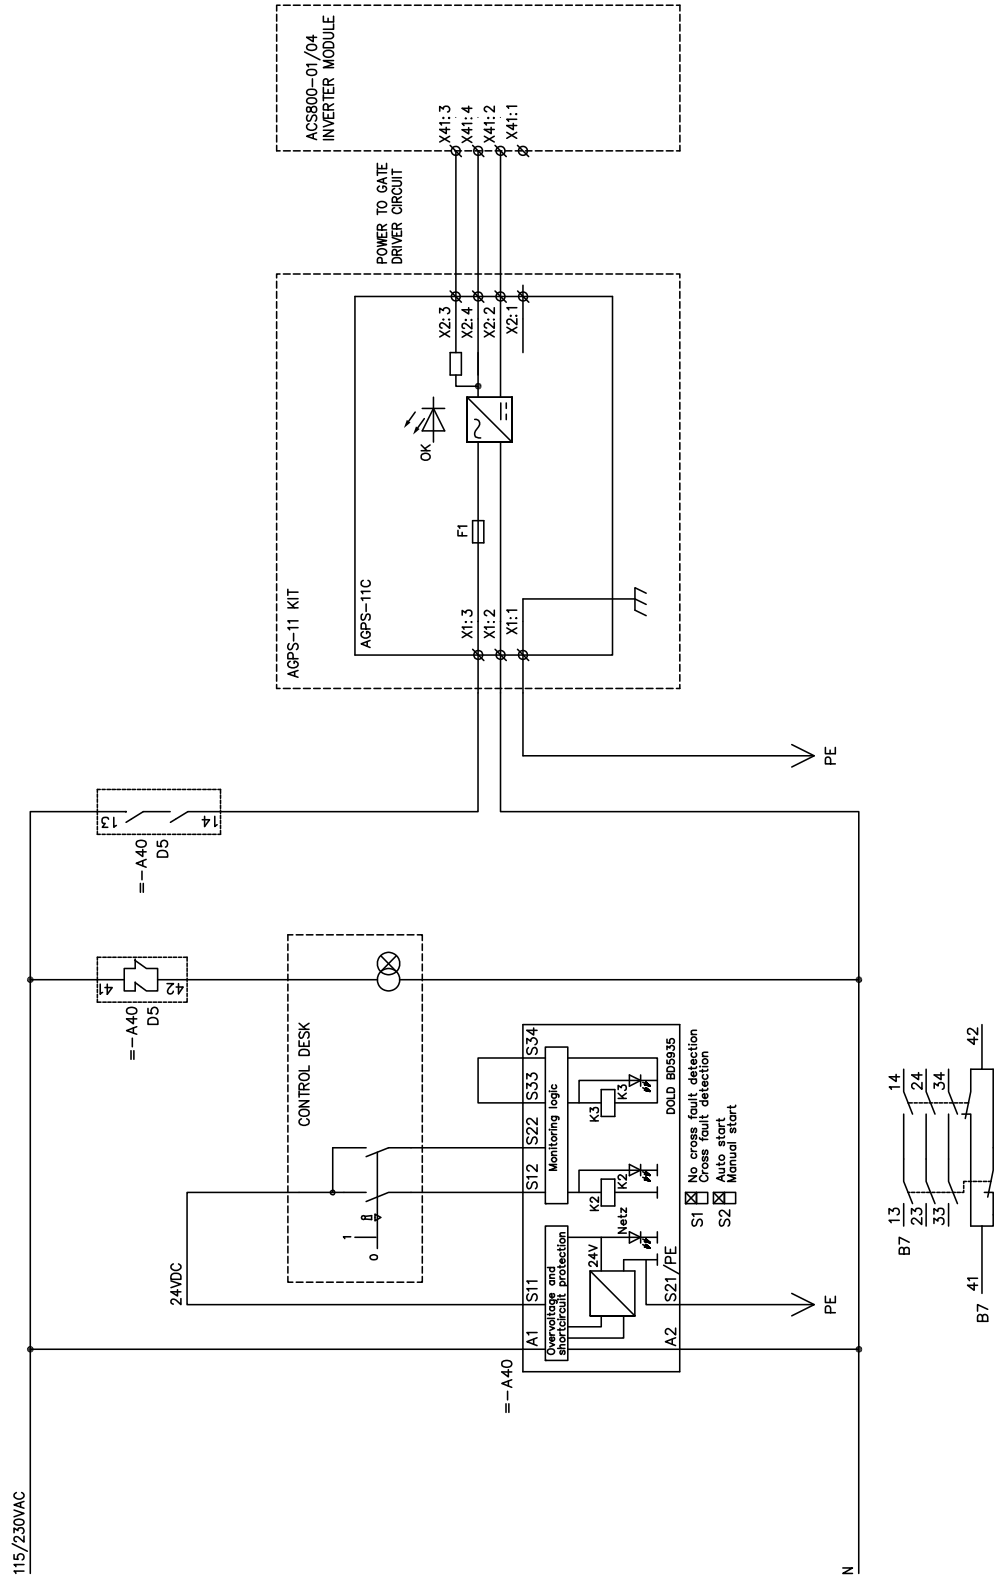 115/230VAC
N
=-A40
A1
S11
S12
S22
S33
S34
Overvoltage and
shortcircuit protection
Monitoring logic
24V
Netz
K2
K2
K3
K3
A2
S21/PE
DOLD BD5935
S1
No cross fault detection
Cross fault detection
S2
Auto start
Manual start
PE
24VDC
CONTROL DESK
0
1
=-A40
D5
41
42
=-A40
D5
13
14
PE
AGPS-11 KIT
AGPS-11C
X1:3
X1:2
X1:1
F1
OK
X2:3
X2:4
X2:2
X2:1
POWER TO GATE
DRIVER CIRCUIT
ACS800-01/04
INVERTER MODULE
X41:3
X41:4
X41:2
X41:1
B7
13
14
23
24
33
34
B7
41
42